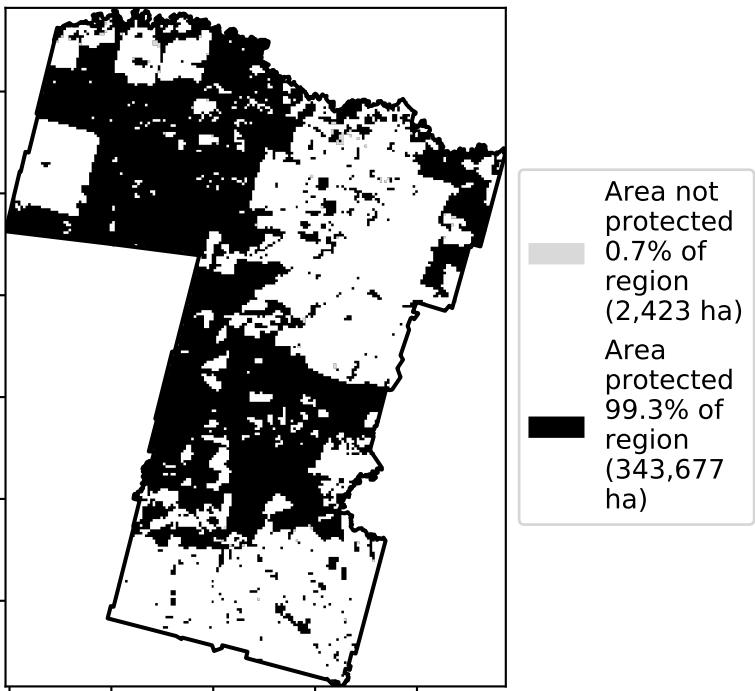 Area not
protected
0.7% of
region
(2,423 ha)
Area
protected
99.3% of
region
(343,677
ha)